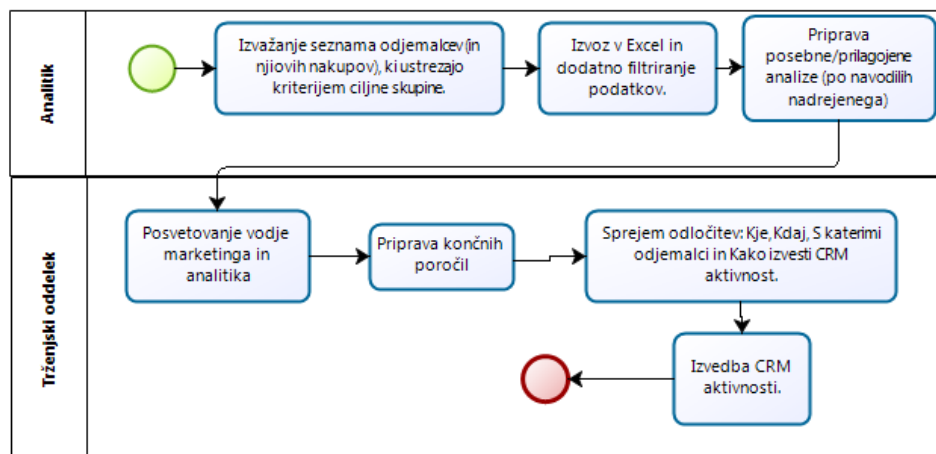 Analitik
Izvažanje seznama odjemalcev(in
njiovih nakupov), ki ustrezajo
kriterijem ciljne skupine.
Izvoz v Excel in
dodatno filtriranje
podatkov.
Priprava
posebne/prilagojene
analize (po navodilih
nadrejenega)
Trženjski oddelek
Posvetovanje vodje
marketinga in
analitika
Priprava končnih
poročil
Sprejem odločitev: Kje, Kdaj, S katerimi
odjemalci in Kako izvesti CRM
aktivnost.
Izvedba CRM
aktivnosti.